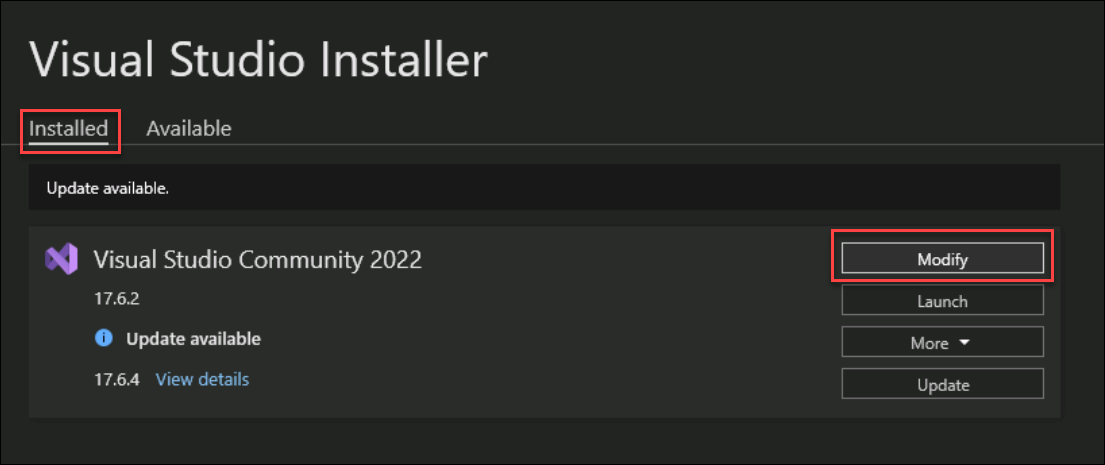 Visual Studio Installer
Installed Available
Update available.
Visual Studio Community 2022
Modify
17.6.2
Launch
Update available
More
17.6.4 View details
Update